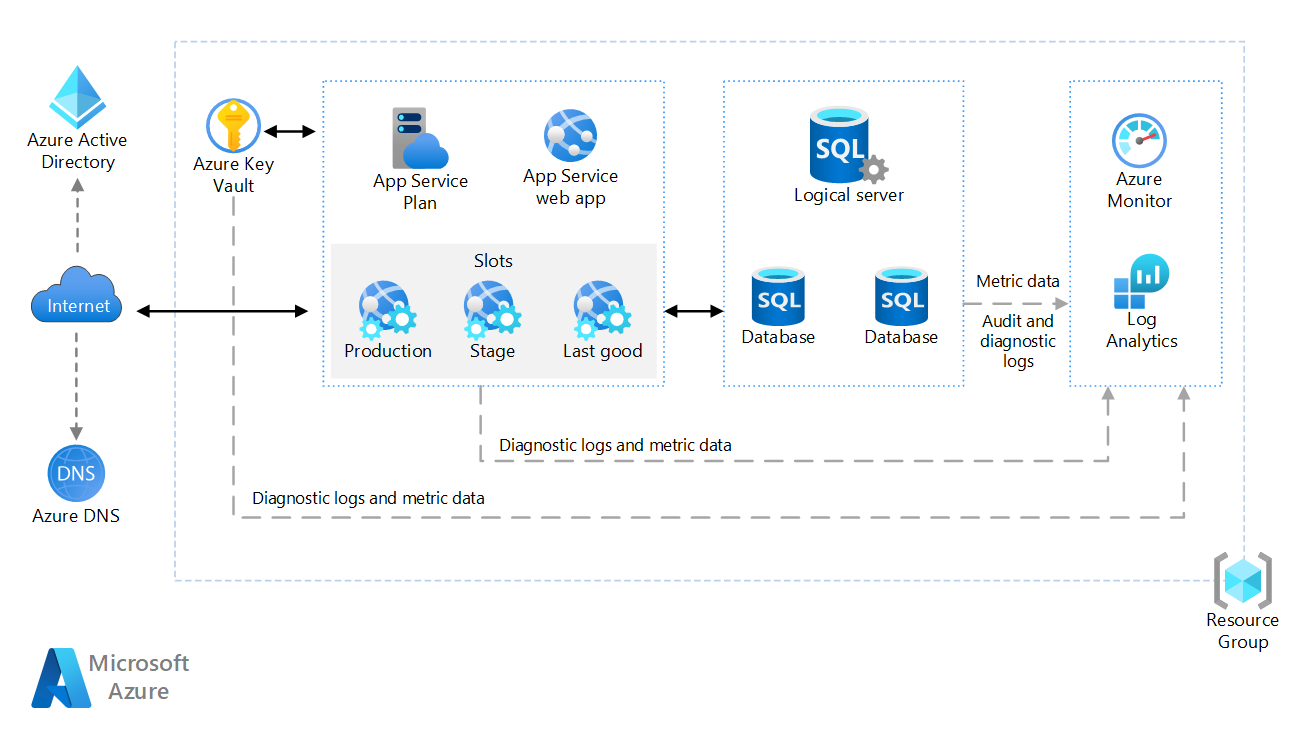 Azure Active
Directory
Internet
DNS
Azure DNS
Azure Key
Vault
App Service
Plan
App Service
web app
Slots
Production
Stage
Last good
SQL
Logical server
SQL
Database
SQL
Database
Metric data
Audit and
diagnostic
logs
Azure
Monitor
Log
Analytics
Diagnostic logs and metric data
Diagnostic logs and metric data
Resource
Group
Microsoft
Azure